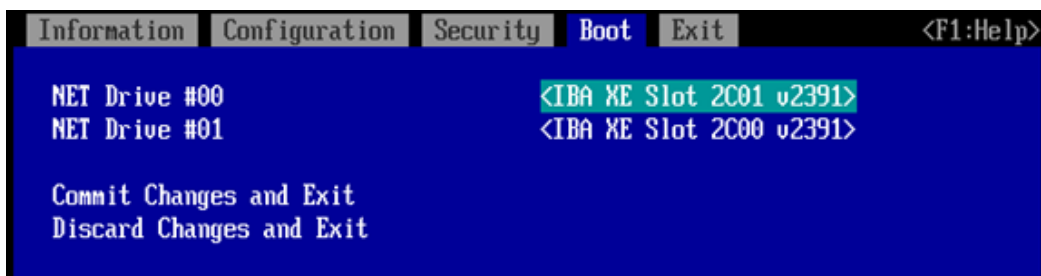 Information Configuration Security Boot Exit <F1:Help>
NET Drive #00 <IBA XE Slot 2C01 v2391>
NET Drive #01 <IBA XE Slot 2C00 v2391>
Commit Changes and Exit
Discard Changes and Exit